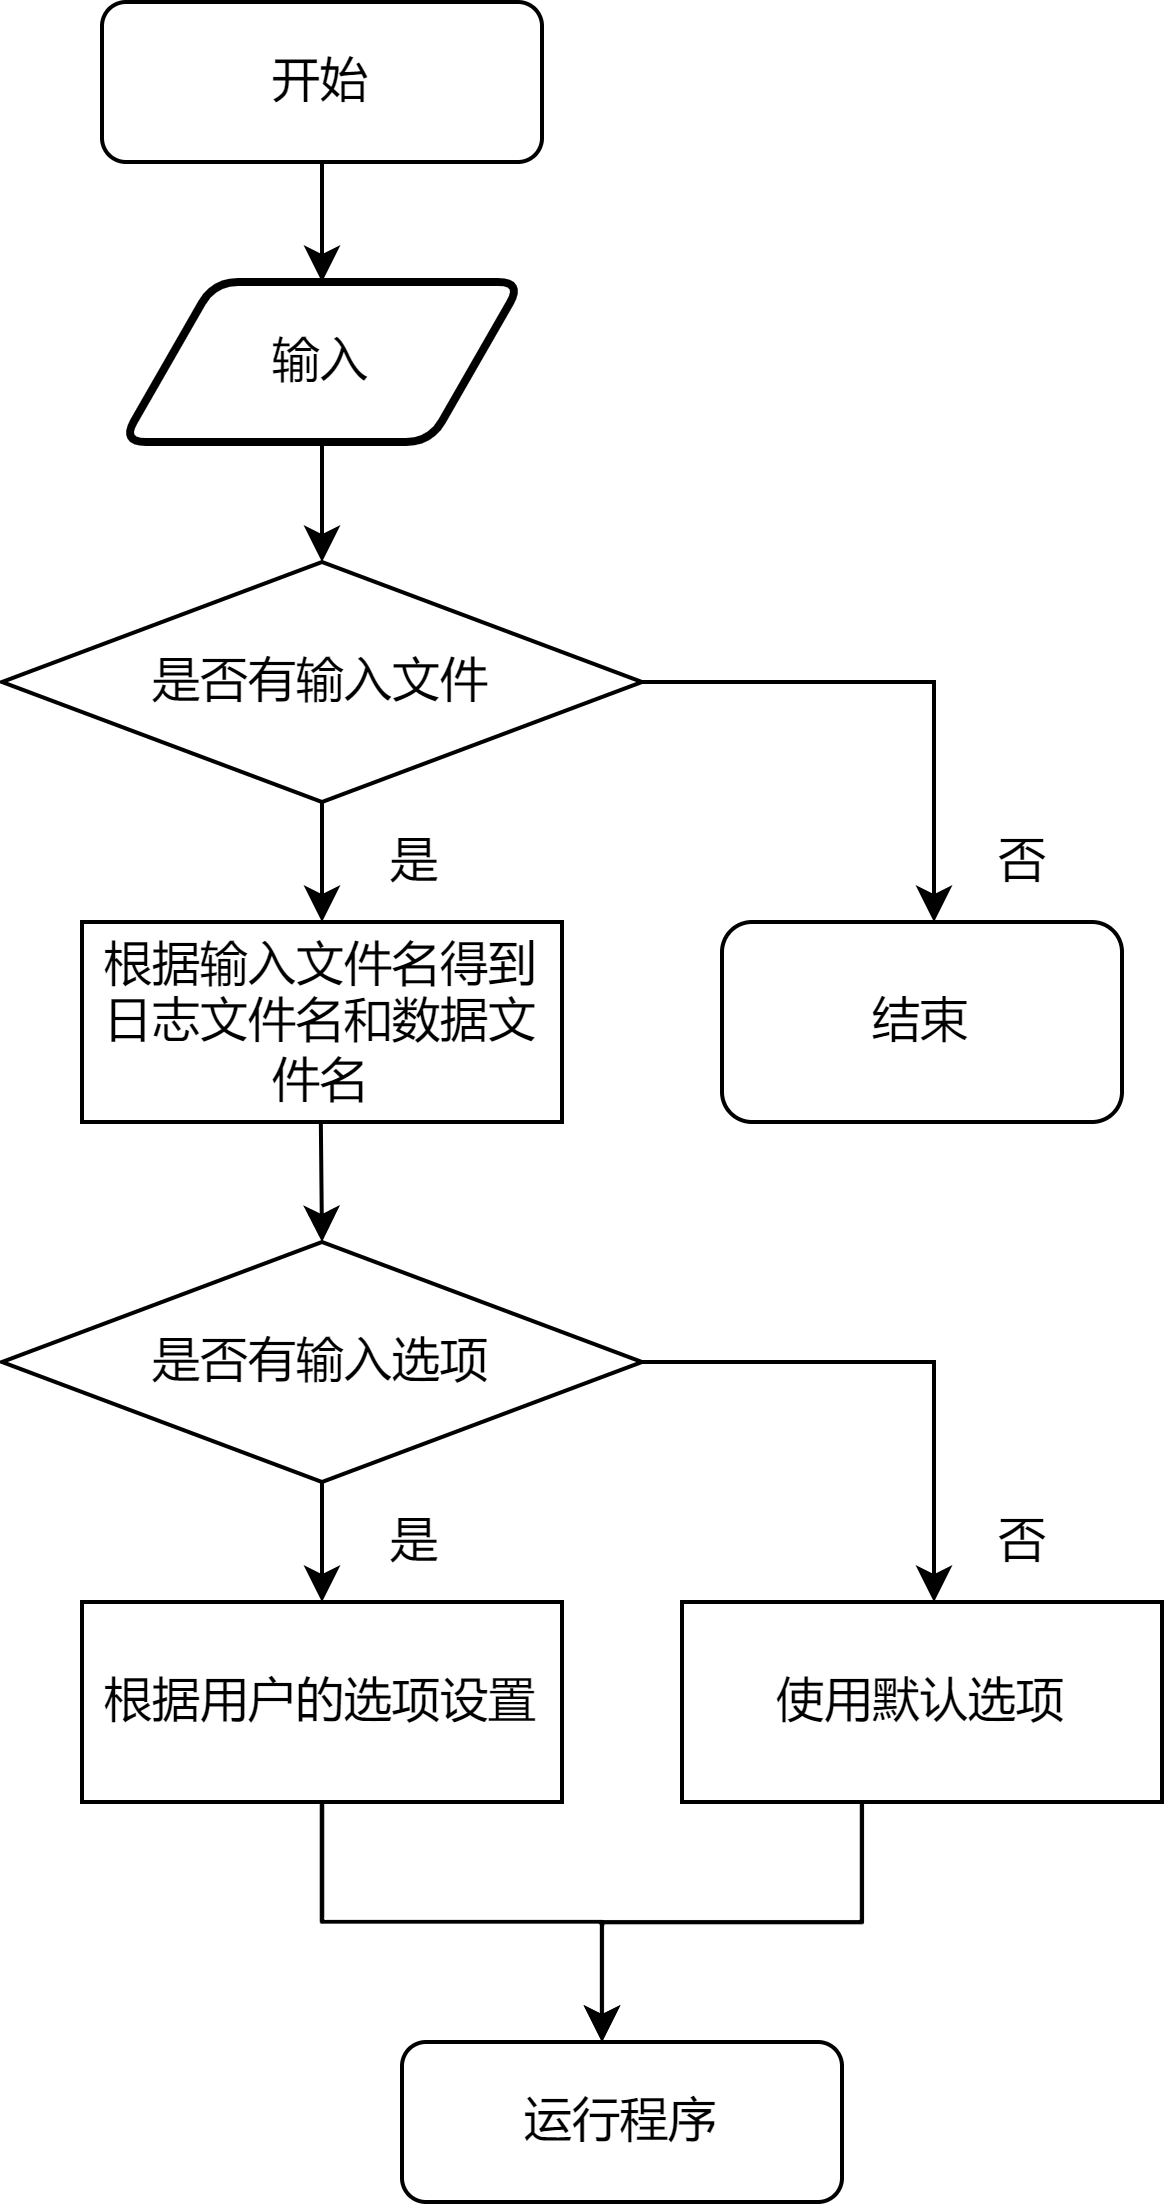 开始
输入
是否有输入文件
是
否
根据输入文件名得到
日志文件名和数据文
件名
结束
是否有输入选项
是
否
根据用户的选项设置
使用默认选项
运行程序